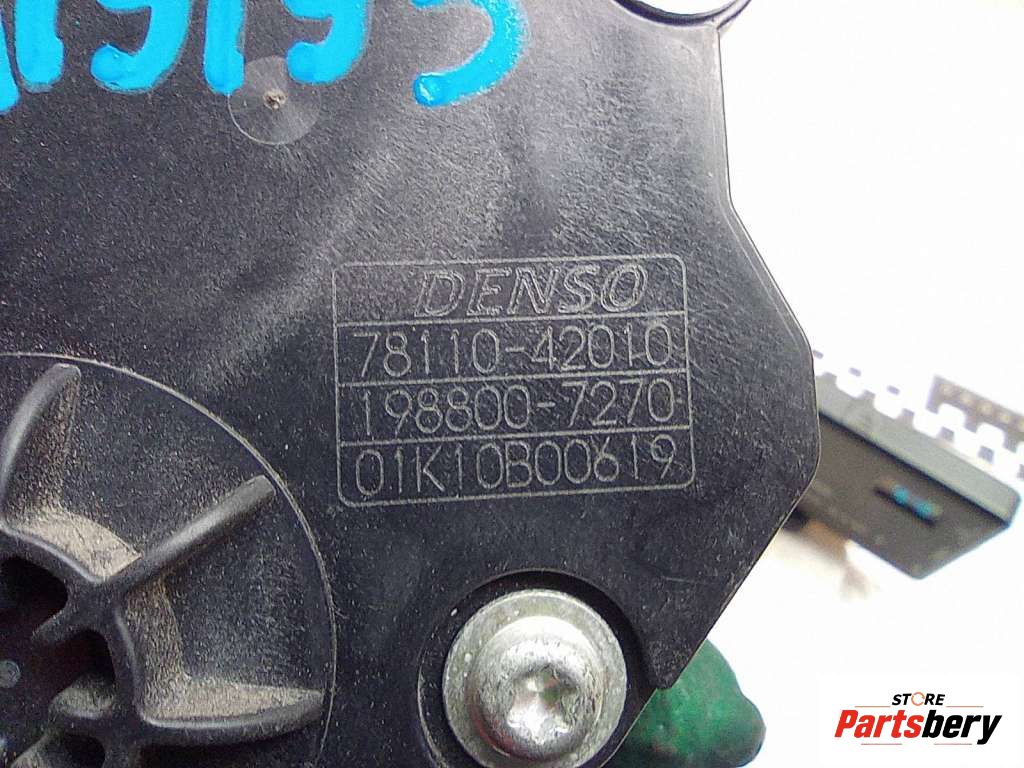 DENSO
78110-42010
198800-7270
01K10B00619
STORE
Partsbery